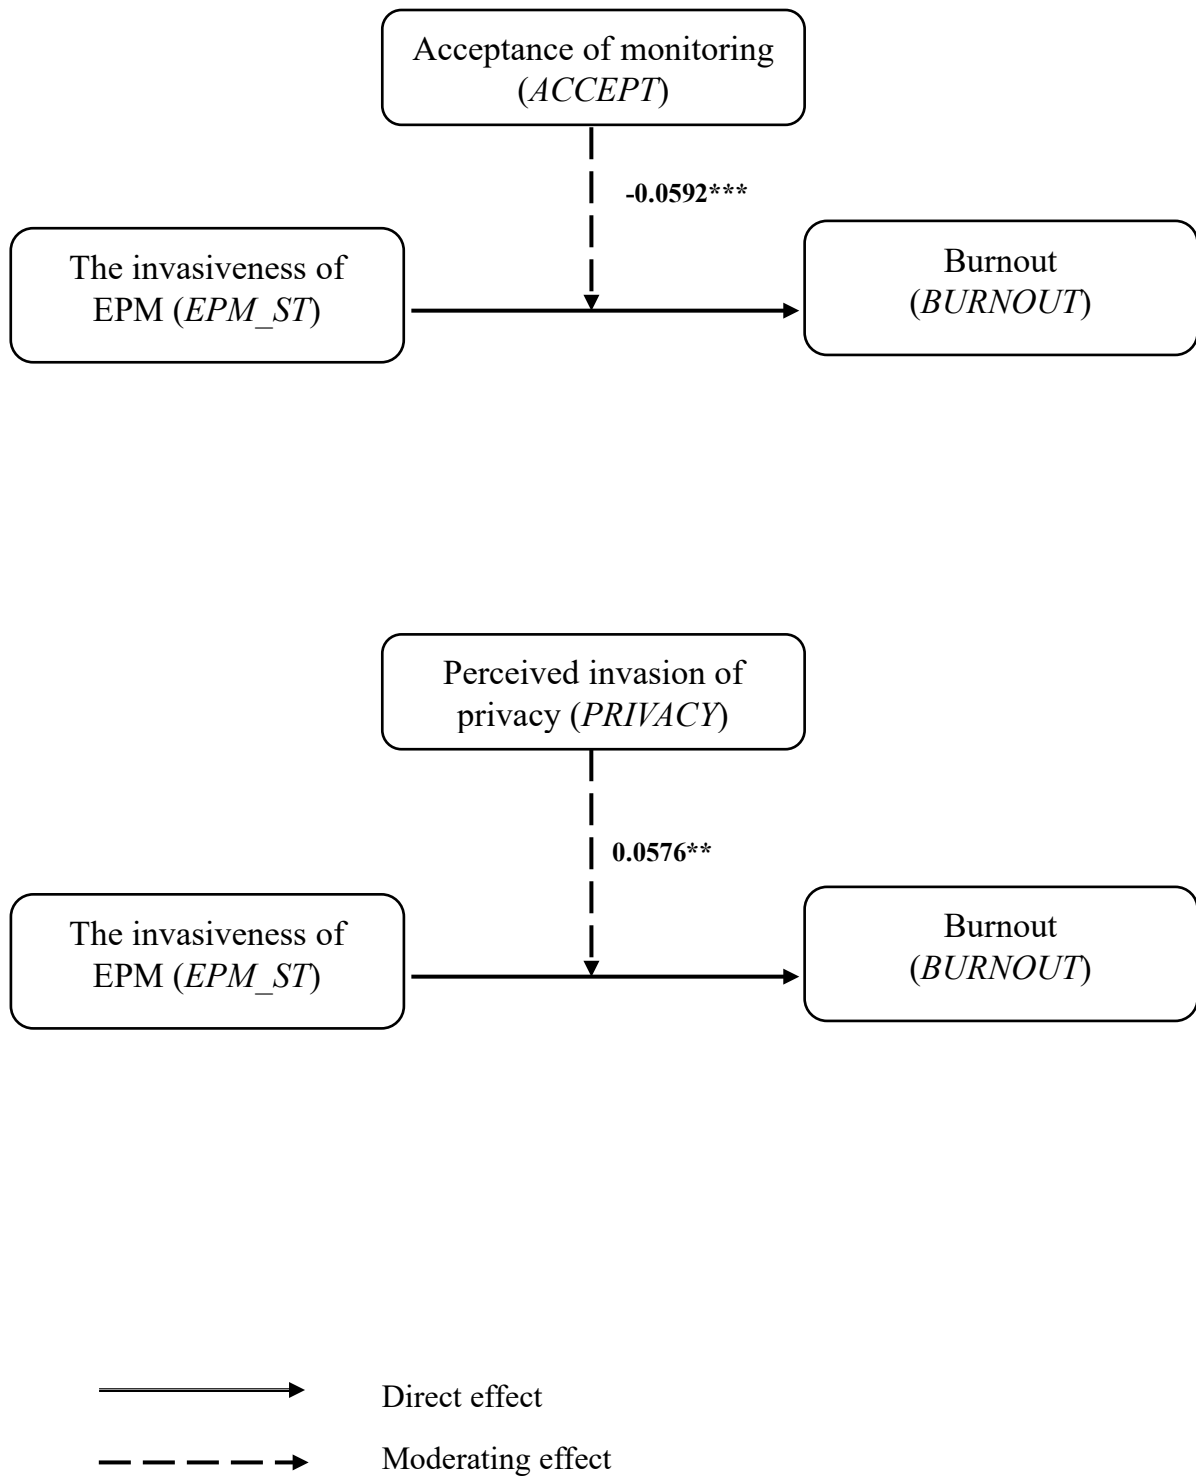 Acceptance of monitoring
(ACCEPT)
-0.0592***
The invasiveness of
EPM (EPM_ST)
Burnout
(BURNOUT)
Perceived invasion of
privacy (PRIVACY)
0.0576**
The invasiveness of
EPM (EPM_ST)
Burnout
(BURNOUT)
Direct effect
Moderating effect